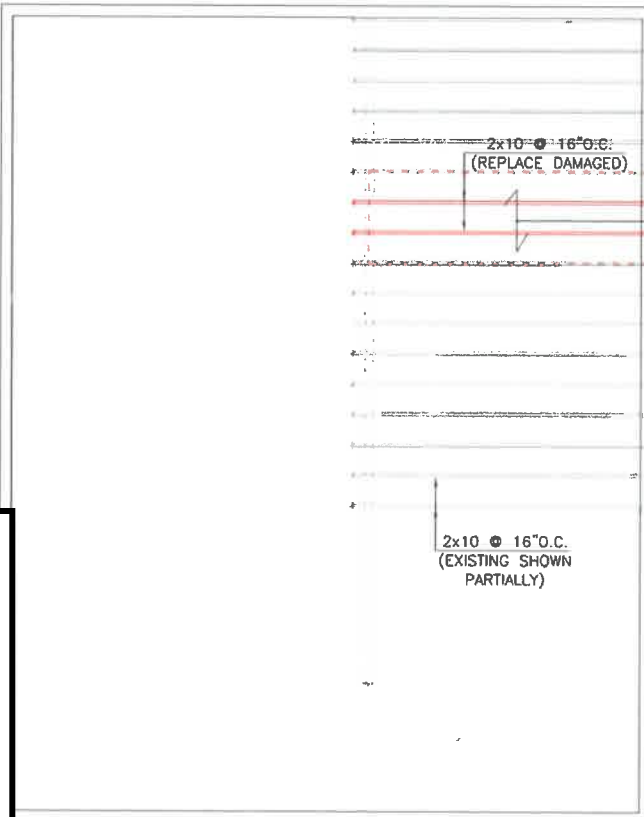 2x10 @ 16"O.C.
(REPLACE DAMAGED)
2x10 @ 16"O.C.
(EXISTING SHOWN
PARTIALLY)